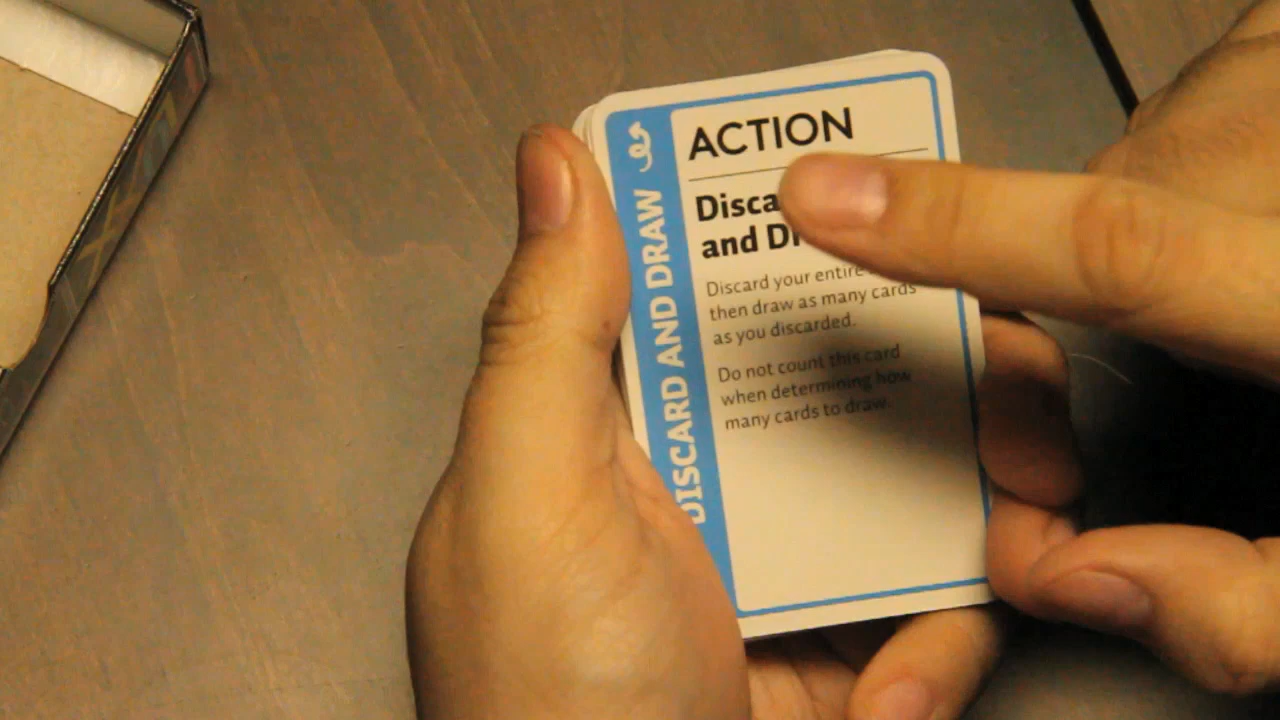 ACTION
DISCARD AND DRAW
Disca
and D
Discard your entire
then draw as many cards
as you discarded.
Do not count this card
when determining how
many cards to draw.